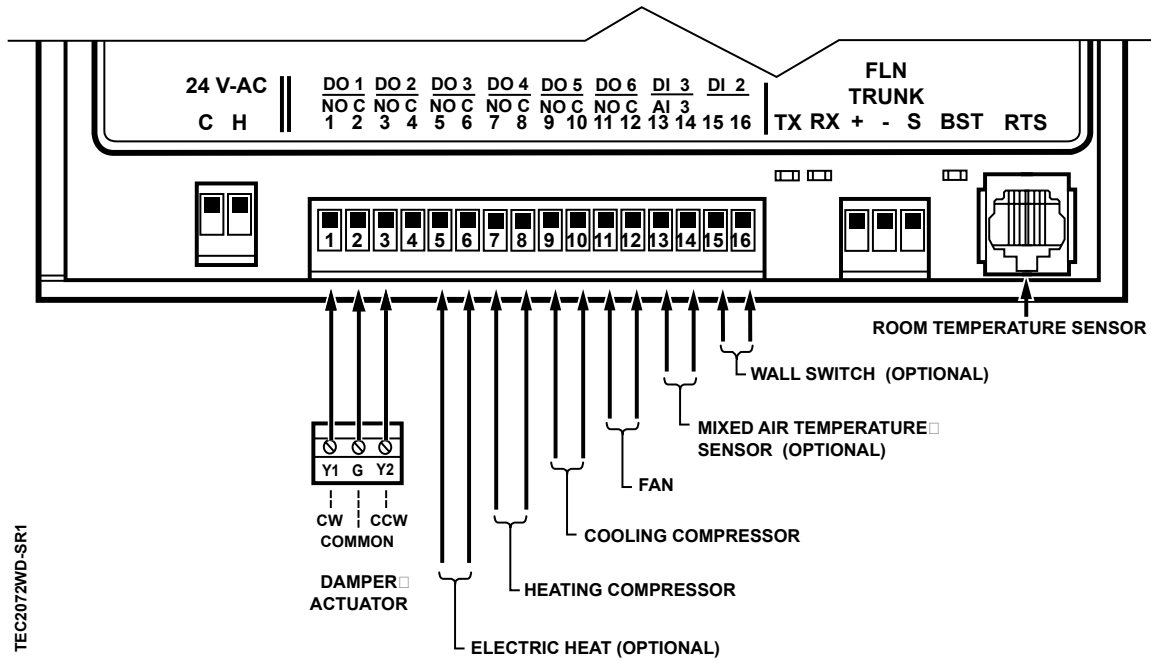 24 V-AC
C H
DO 1 DO 2 DO 3 DO 4 DO 5 DO 6 DI 3 DI 2
NO C NO C NO C NO C NO C NO C AI 3
1 2 3 4 5 6 7 8 9 10 11 12 13 14 15 16
FLN
TRUNK
TX RX + - S BST RTS
1 2 3 4 5 6 7 8 9 10 11 12 13 14 15 16
ROOM TEMPERATURE SENSOR
WALL SWITCH (OPTIONAL)
MIXED AIR TEMPERATURE
SENSOR (OPTIONAL)
FAN
COOLING COMPRESSOR
HEATING COMPRESSOR
ELECTRIC HEAT (OPTIONAL)
Y1 G Y2
CW CCW
COMMON
DAMPER
ACTUATOR
TEC2072WD-SR1